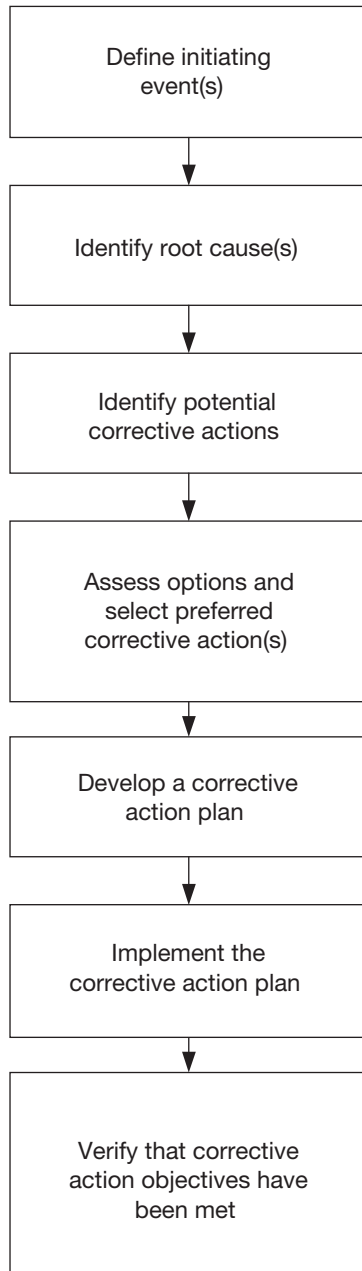 Define initiating
event(s)
Identify root cause(s)
Identify potential
corrective actions
Assess options and
select preferred
corrective action(s)
Develop a corrective
action plan
Implement the
corrective action plan
Verify that corrective
action objectives have
been met